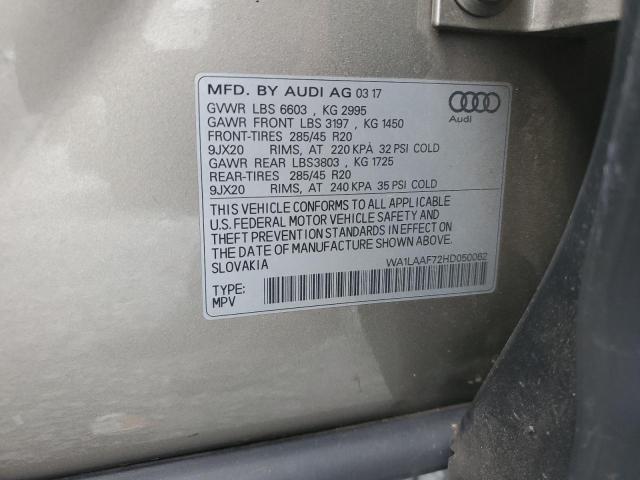 MFD. BY AUDI AG 03 17
GVWR LBS 6603 , KG 2995
GAWR FRONT LBS 3197 , KG 1450
FRONT-TIRES 285/45 R20
9JX20 RIMS, AT 220 KPA 32 PSI COLD
GAWR REAR LBS3803 , KG 1725
REAR-TIRES 285/45 R20
9JX20 RIMS, AT 240 KPA 35 PSI COLD
Audi
THIS VEHICLE CONFORMS TO ALL APPLICABLE
U.S. FEDERAL MOTOR VEHICLE SAFETY AND
THEFT PREVENTION STANDARDS IN EFFECT ON
THE DATE OF MANUFACTURE SHOWN ABOVE.
SLOVAKIA
WA1LAAF72HD050062
TYPE:
MPV